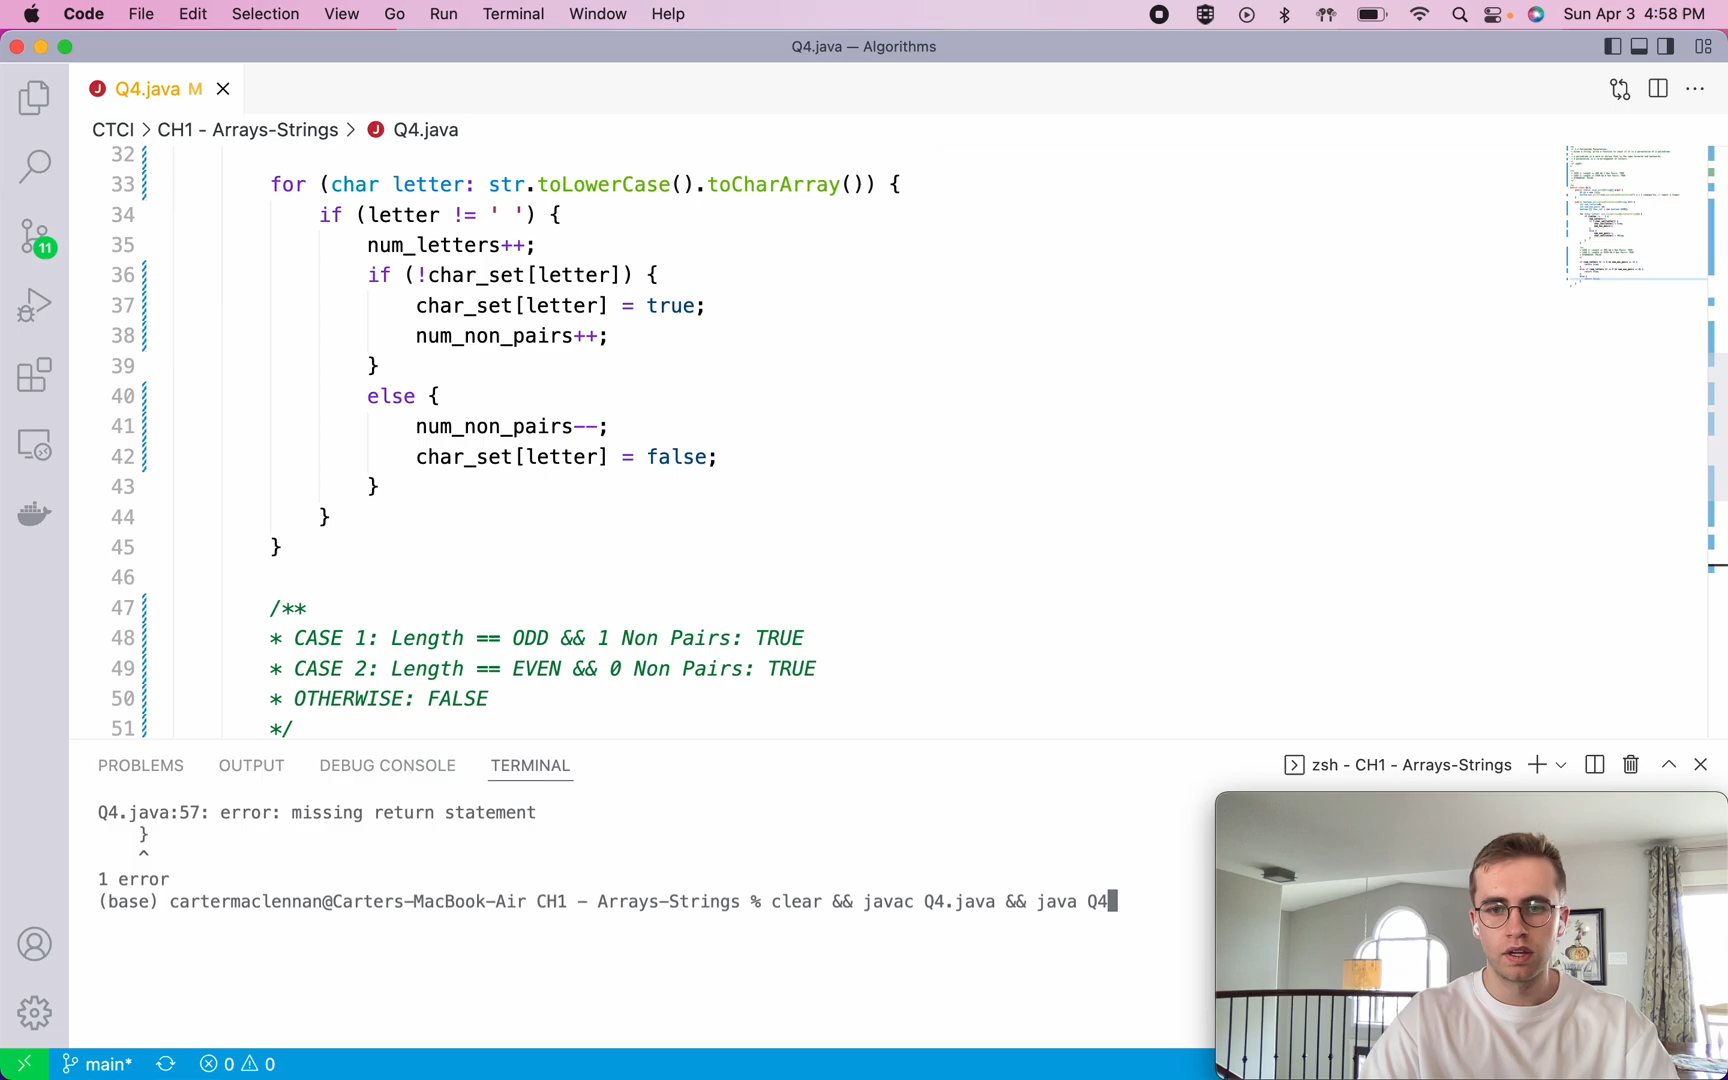 Code File Edit Selection View Go Run Terminal Window Help Sun Apr 3 4:58 PM
Q4.java — Algorithms
J Q4.java M
CTCI > CH1 - Arrays-Strings > J Q4.java
32
33 for (char letter: str.toLowerCase().toCharArray()) {
34 if (letter != ' ') {
35 num_letters++;
36 if (!char_set[letter]) {
37 char_set[letter] = true;
38 num_non_pairs++;
39 }
40 else {
41 num_non_pairs--;
42 char_set[letter] = false;
43 }
44 }
45 }
46
47 /**
48 * CASE 1: Length == ODD && 1 Non Pairs: TRUE
49 * CASE 2: Length == EVEN && 0 Non Pairs: TRUE
50 * OTHERWISE: FALSE
51 */
11
PROBLEMS OUTPUT DEBUG CONSOLE TERMINAL zsh - CH1 - Arrays-Strings
Q4.java:57: error: missing return statement
}
^
1 error
(base) cartermaclennan@Carters-MacBook-Air CH1 - Arrays-Strings % clear && javac Q4.java && java Q4
main* 0 0